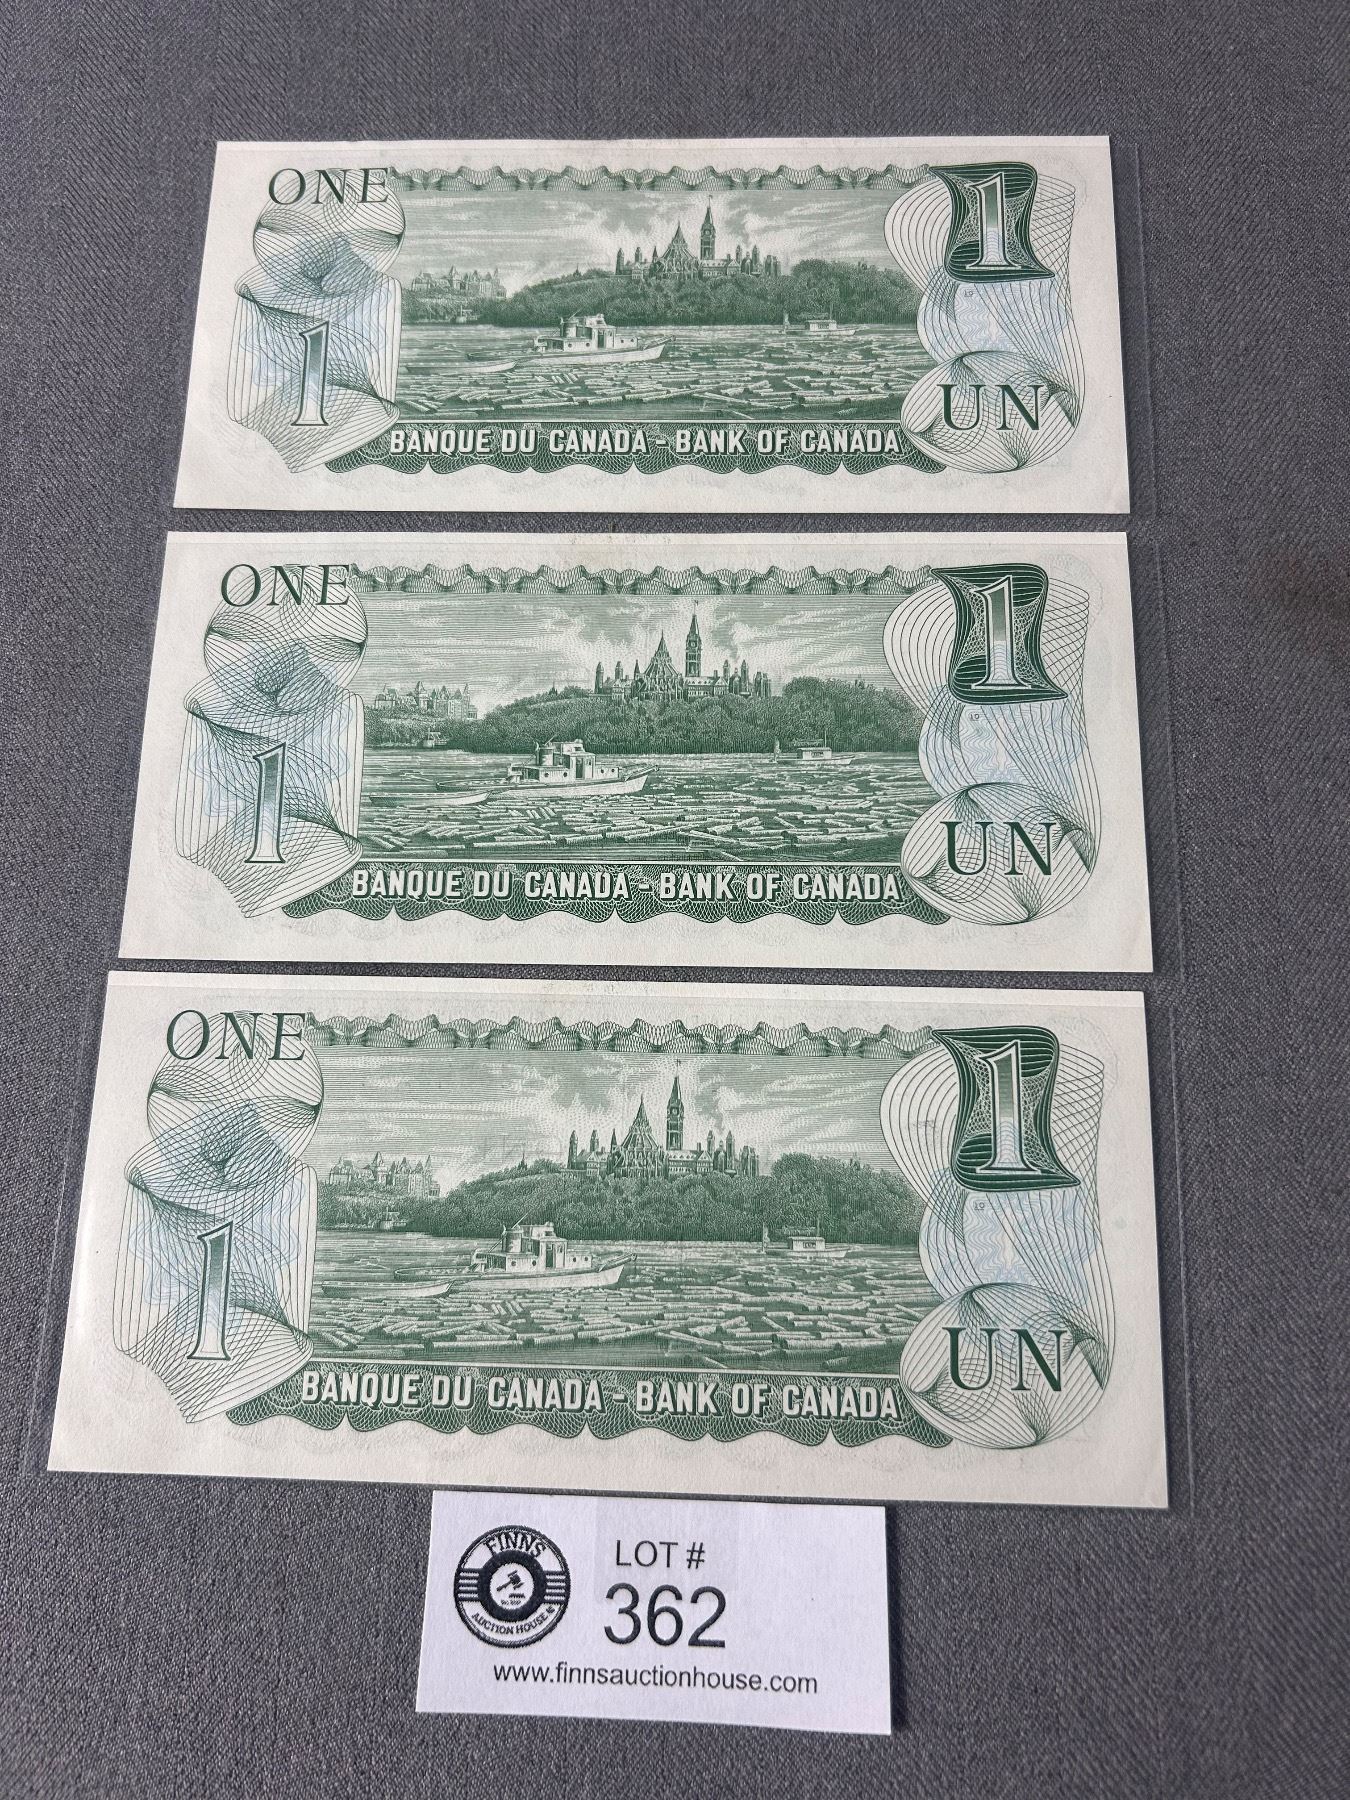 ONE
1
1
UN
BANQUE DU CANADA - BANK OF CANADA
ONE
1
1
UN
BANQUE DU CANADA - BANK OF CANADA
ONE
1
1
UN
BANQUE DU CANADA - BANK OF CANADA
FINNS
AUCTION HOUSE
LOT #
362
www.finnsauctionhouse.com